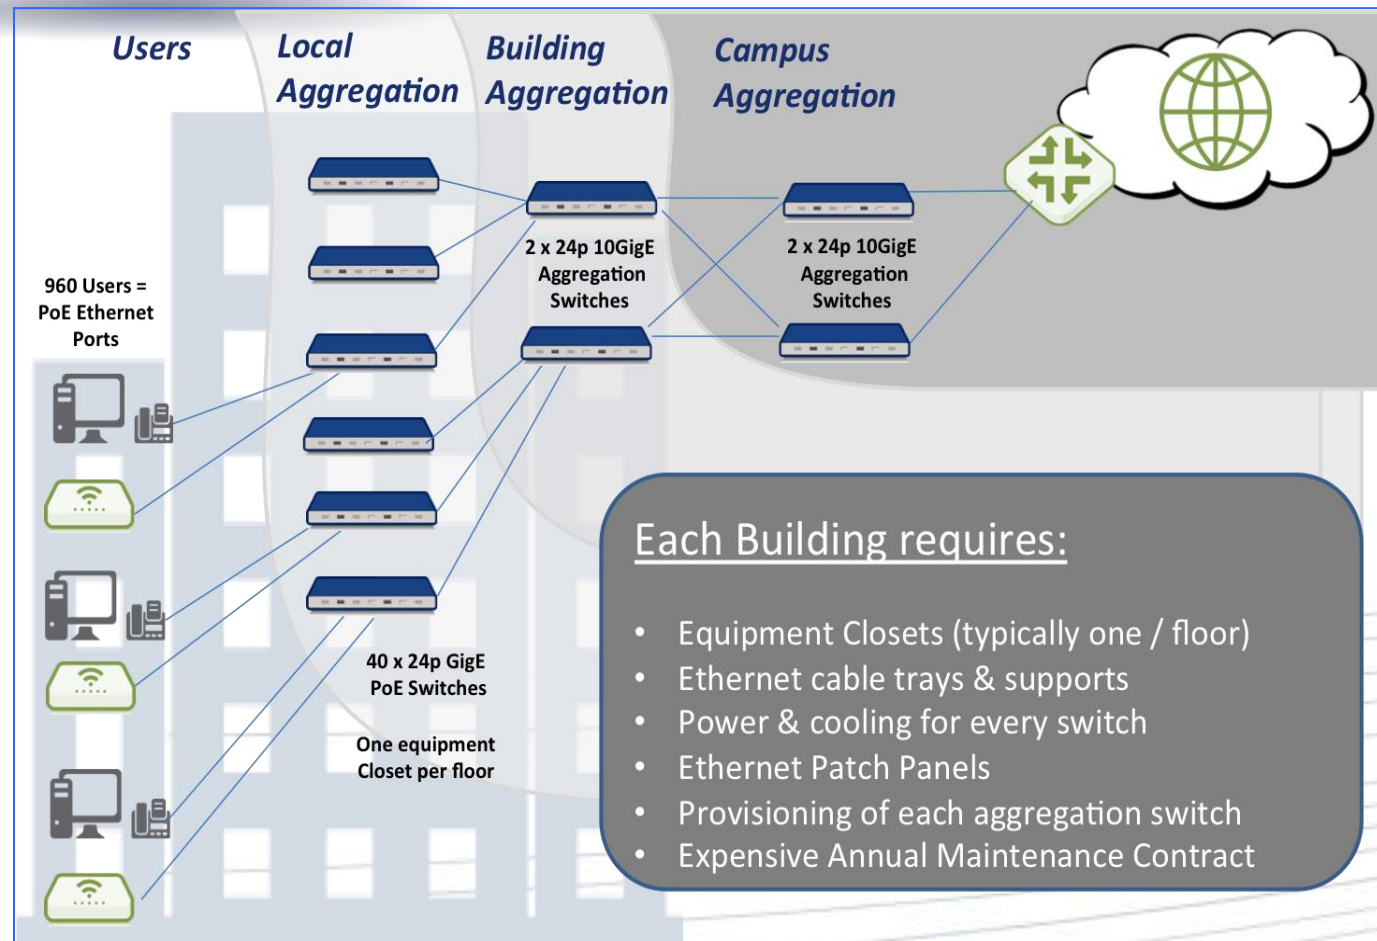 Users
Local
Aggregation
Building
Aggregation
Campus
Aggregation
960 Users =
PoE Ethernet
Ports
2 x 24p 10GigE
Aggregation
Switches
2 x 24p 10GigE
Aggregation
Switches
40 x 24p GigE
PoE Switches
One equipment
Closet per floor
Each Building requires:
• Equipment Closets (typically one / floor)
• Ethernet cable trays & supports
• Power & cooling for every switch
• Ethernet Patch Panels
• Provisioning of each aggregation switch
• Expensive Annual Maintenance Contract